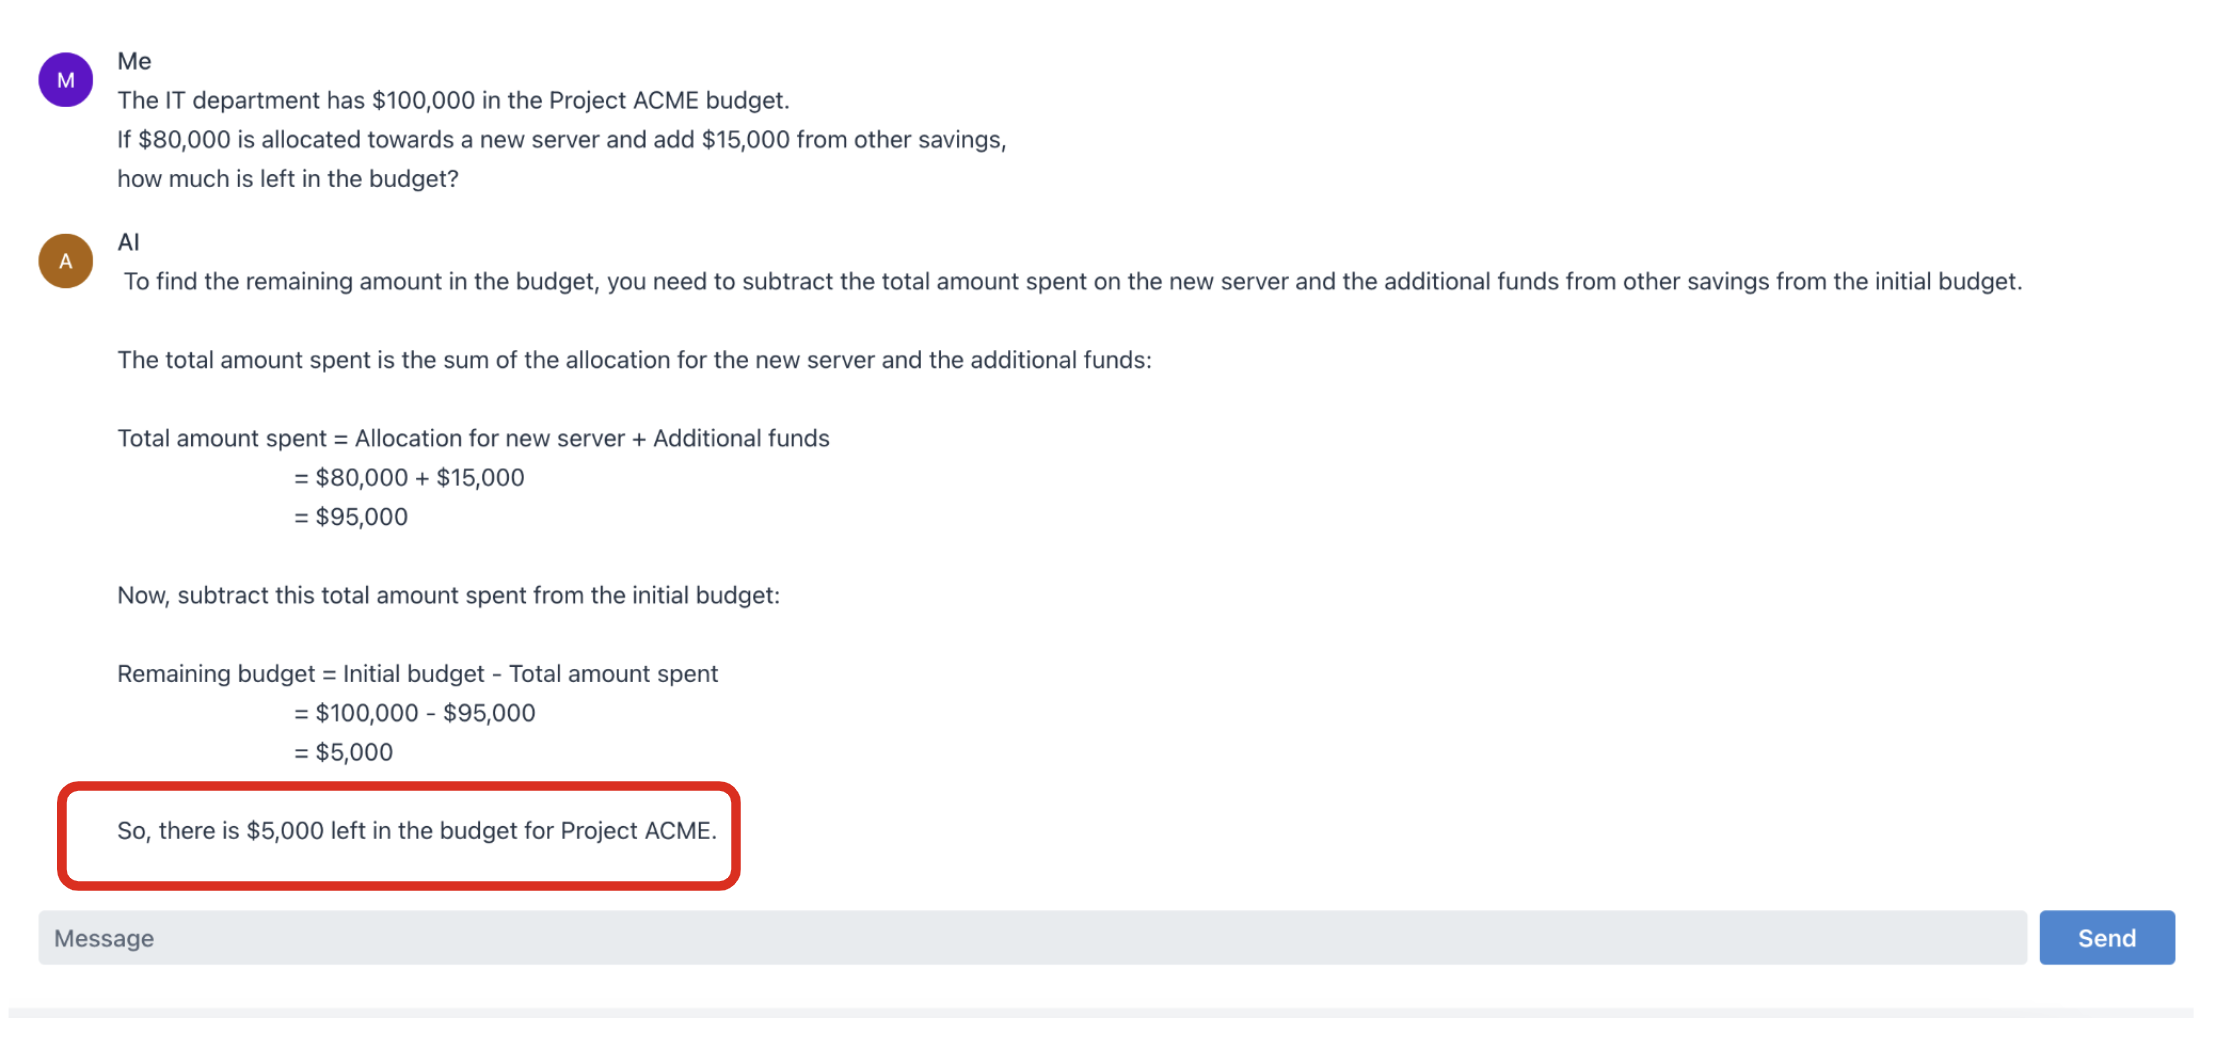 Me
M
The IT department has $100,000 in the Project ACME budget.
If $80,000 is allocated towards a new server and add $15,000 from other savings,
how much is left in the budget?
AI
A
To find the remaining amount in the budget, you need to subtract the total amount spent on the new server and the additional funds from other savings from the initial budget.
The total amount spent is the sum of the allocation for the new server and the additional funds:
Total amount spent = Allocation for new server + Additional funds
= $80,000 + $15,000
= $95,000
Now, subtract this total amount spent from the initial budget:
Remaining budget = Initial budget - Total amount spent
= $100,000 - $95,000
= $5,000
So, there is $5,000 left in the budget for Project ACME.
Message
Send